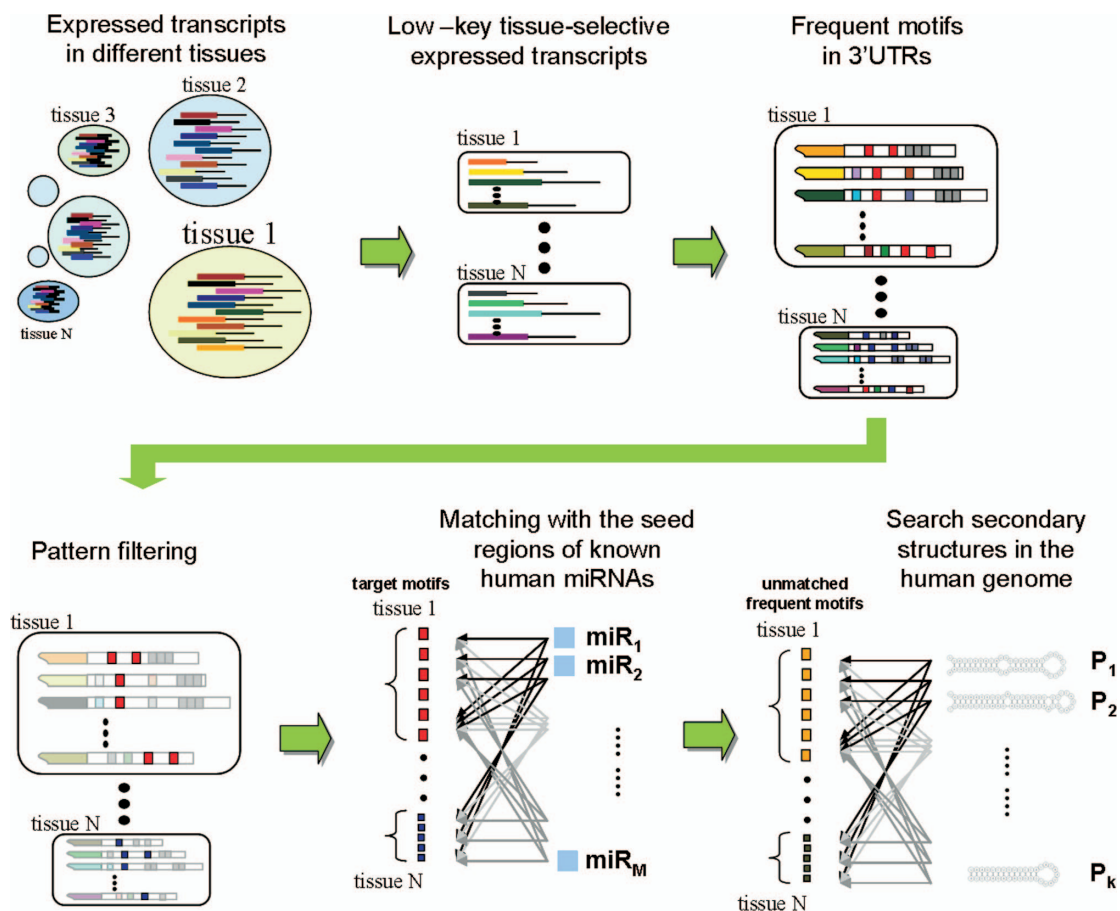 Expressed transcripts
in different tissues
Low –key tissue-selective
expressed transcripts
Frequent motifs
in 3'UTRs
tissue 3
tissue 2
tissue 1
tissue N
tissue 1
tissue N
tissue 1
tissue N
Pattern filtering
tissue 1
tissue N
Matching with the seed
regions of known
human miRNAs
target motifs
tissue 1
miR1
miR2
miRM
tissue N
Search secondary
structures in the
human genome
unmatched
frequent motifs
tissue 1
P1
P2
Pk
tissue N